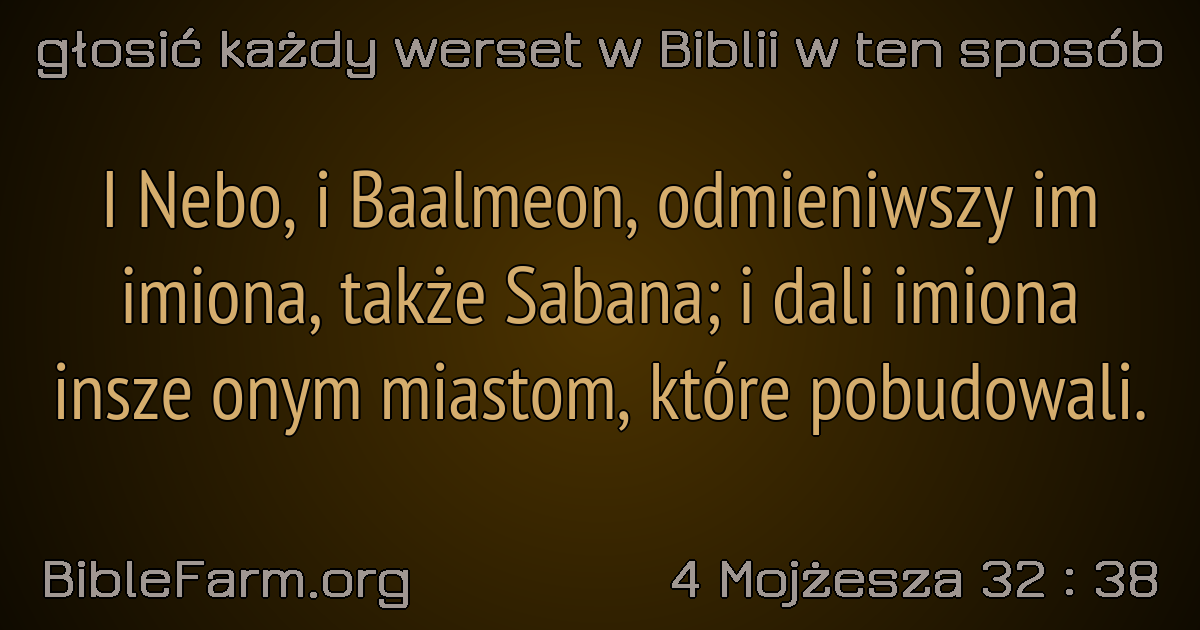 głosić każdy werset w Biblii w ten sposób
I Nebo, i Baalmeon, odmieniwszy im
imiona, także Sabana; i dali imiona
insze onym miastom, które pobudowali.
BibleFarm.org
4 Mojżesza 32 : 38